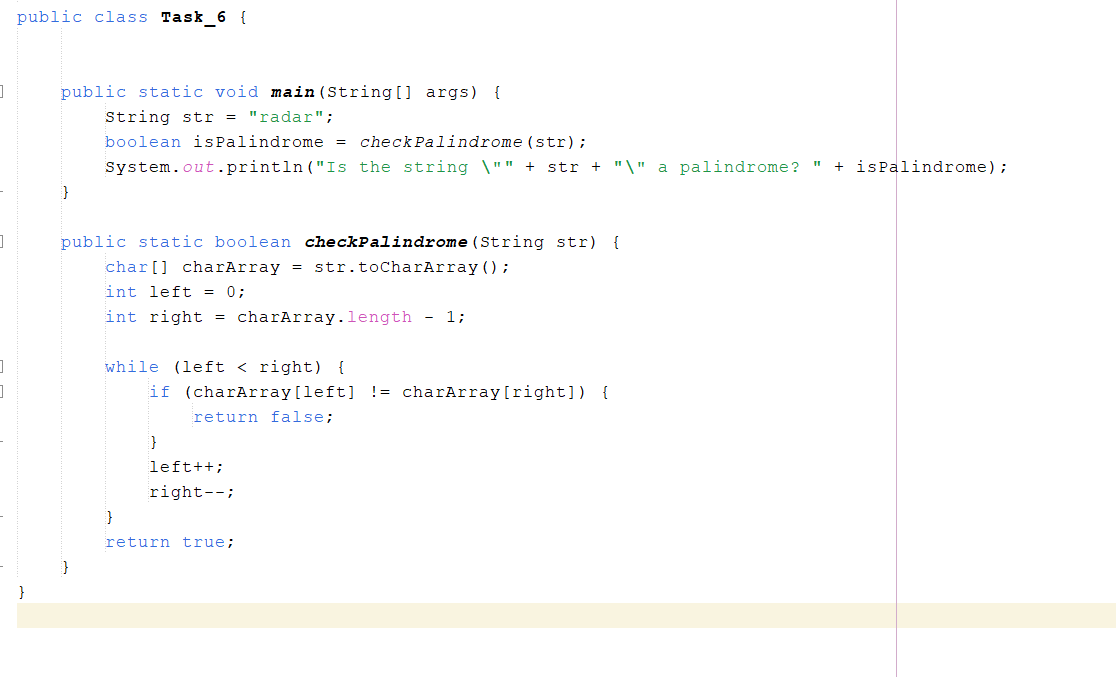 public class Task_6 {
public static void main(String[] args) {
String str = "radar";
boolean isPalindrome = checkPalindrome(str);
System.out.println("Is the string \"" + str + "\" a palindrome? " + isPalindrome);
}
public static boolean checkPalindrome(String str) {
char[] charArray = str.toCharArray();
int left = 0;
int right = charArray.length - 1;
while (left < right) {
if (charArray[left] != charArray[right]) {
return false;
}
left++;
right--;
}
return true;
}
}